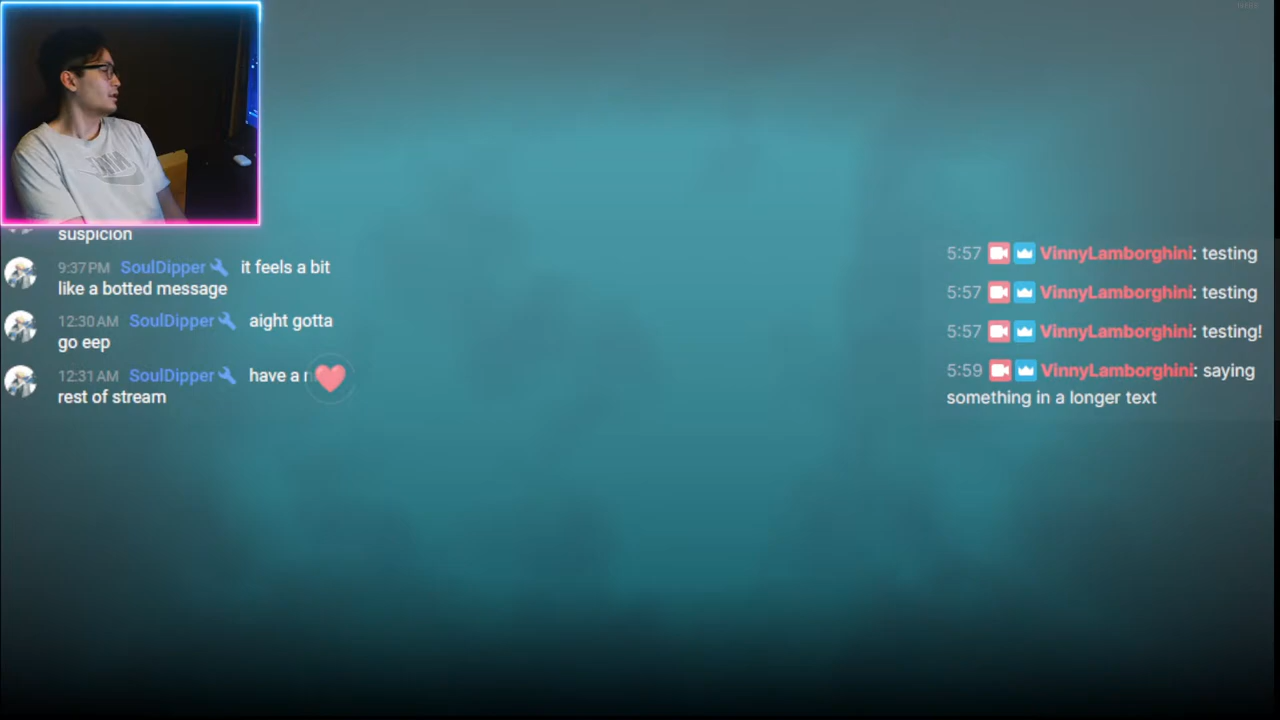 suspicion
9:37 PM SoulDipper it feels a bit
like a botted message
12:30 AM SoulDipper aight gotta
go eep
12:31 AM SoulDipper have a
rest of stream
5:57 VinnyLamborghini: testing
5:57 VinnyLamborghini: testing
5:57 VinnyLamborghini: testing!
5:59 VinnyLamborghini: saying
something in a longer text